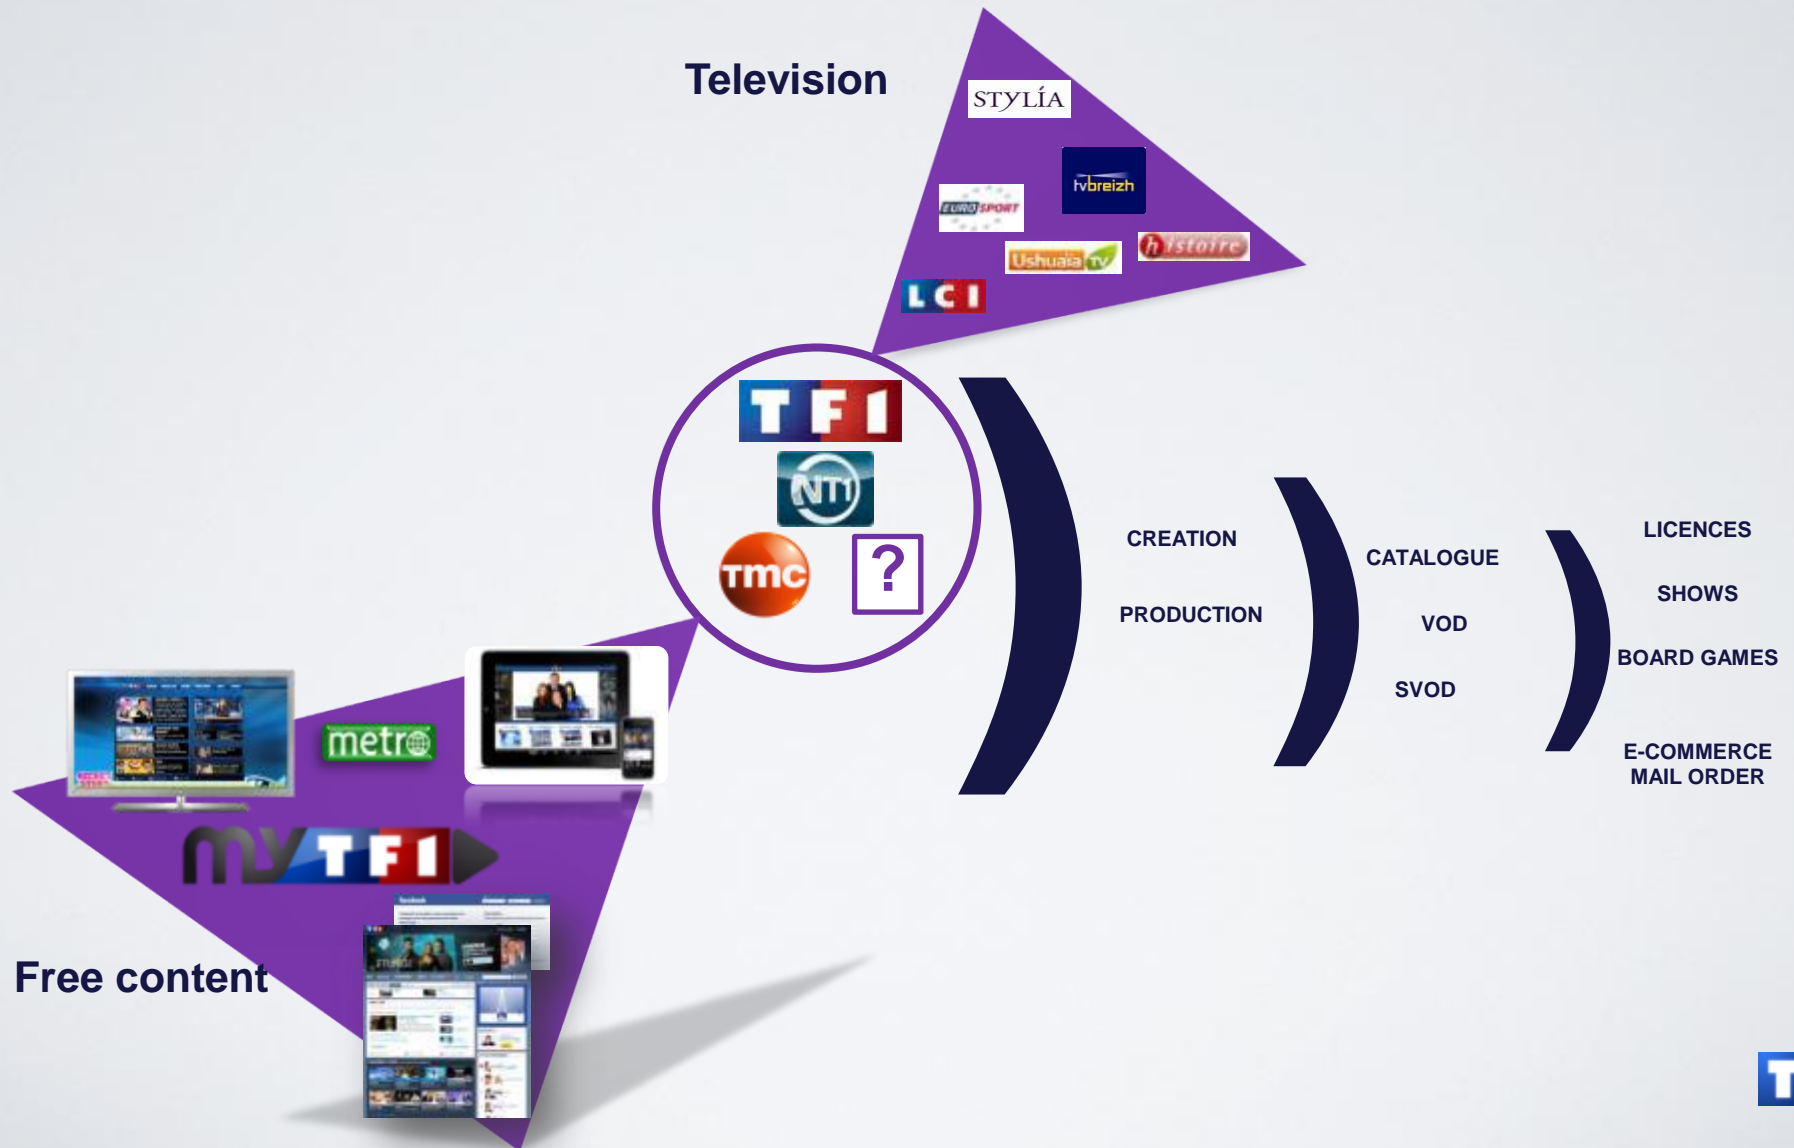 Television
STYLÍA
tvbreizh
EUROSPORT
histoire
Ushuaïa TV
LCI
TF1
NT1
TMC
?
CREATION
PRODUCTION
CATALOGUE
VOD
SVOD
LICENCES
SHOWS
BOARD GAMES
E-COMMERCE
MAIL ORDER
metro
myTF1
facebook
Free content
T